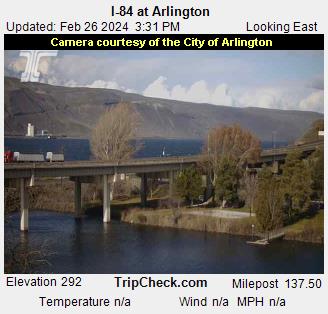 I-84 at Arlington
Updated: Feb 26 2024 3:31 PM Looking East
Camera courtesy of the City of Arlington
Elevation 292 TripCheck.com Milepost 137.50
Temperature n/a Wind n/a MPH n/a